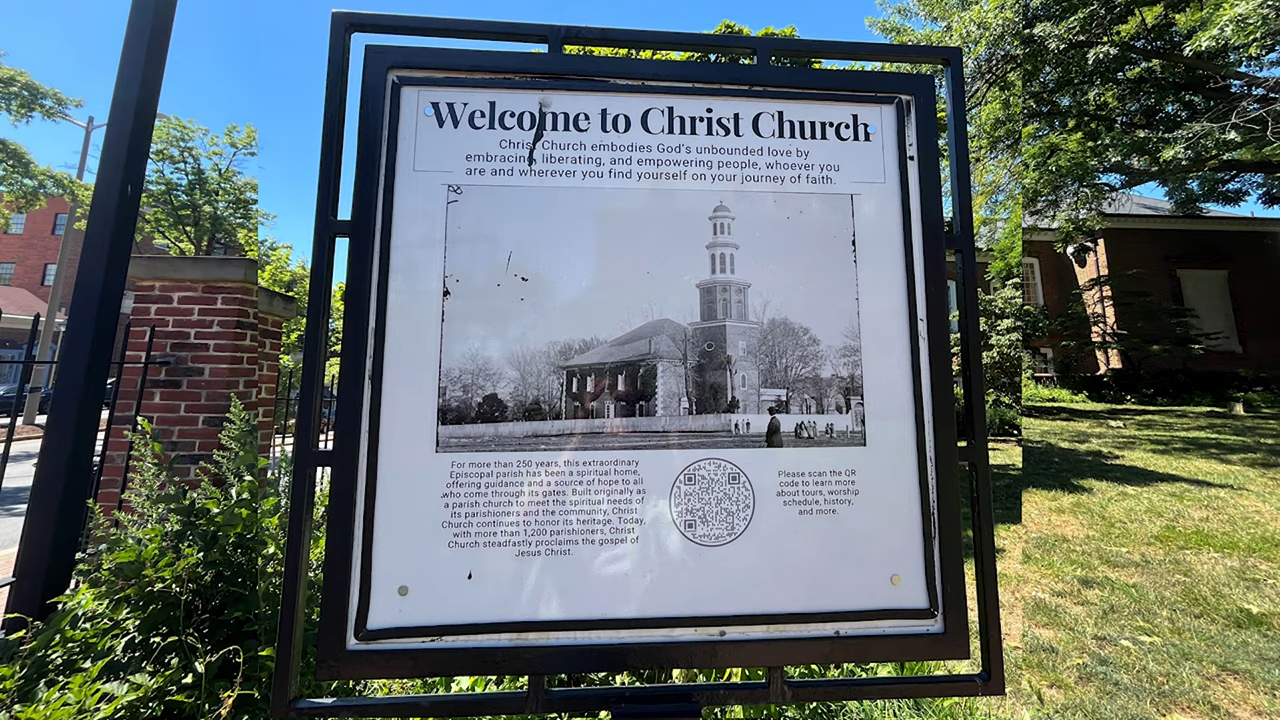 Welcome to Christ Church
Christ Church embodies God's unbounded love by
embracing, liberating, and empowering people, whoever you
are and wherever you find yourself on your journey of faith.
For more than 250 years, this extraordinary
Episcopal parish has been a spiritual home,
offering guidance and a source of hope to all
who come through its gates. Built originally as
a parish church to meet the spiritual needs of
its parishioners and the community, Christ
Church continues to honor its heritage. Today,
with more than 1,200 parishioners, Christ
Church steadfastly proclaims the gospel of
Jesus Christ.
Please scan the QR
code to learn more
about tours, worship
schedule, history,
and more.